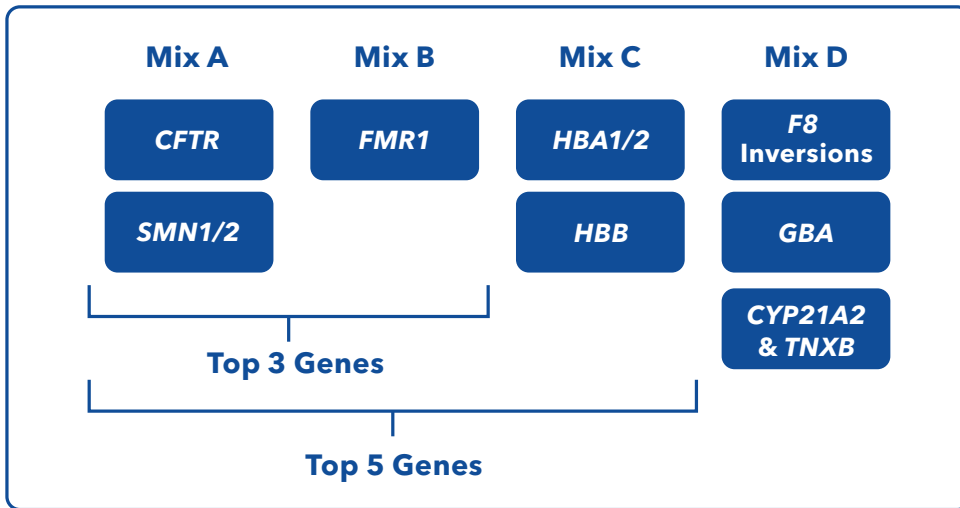 Mix A
Mix B
Mix C
Mix D
CFTR
FMR1
HBA1/2
F8
Inversions
SMN1/2
HBB
GBA
CYP21A2
& TNXB
Top 3 Genes
Top 5 Genes